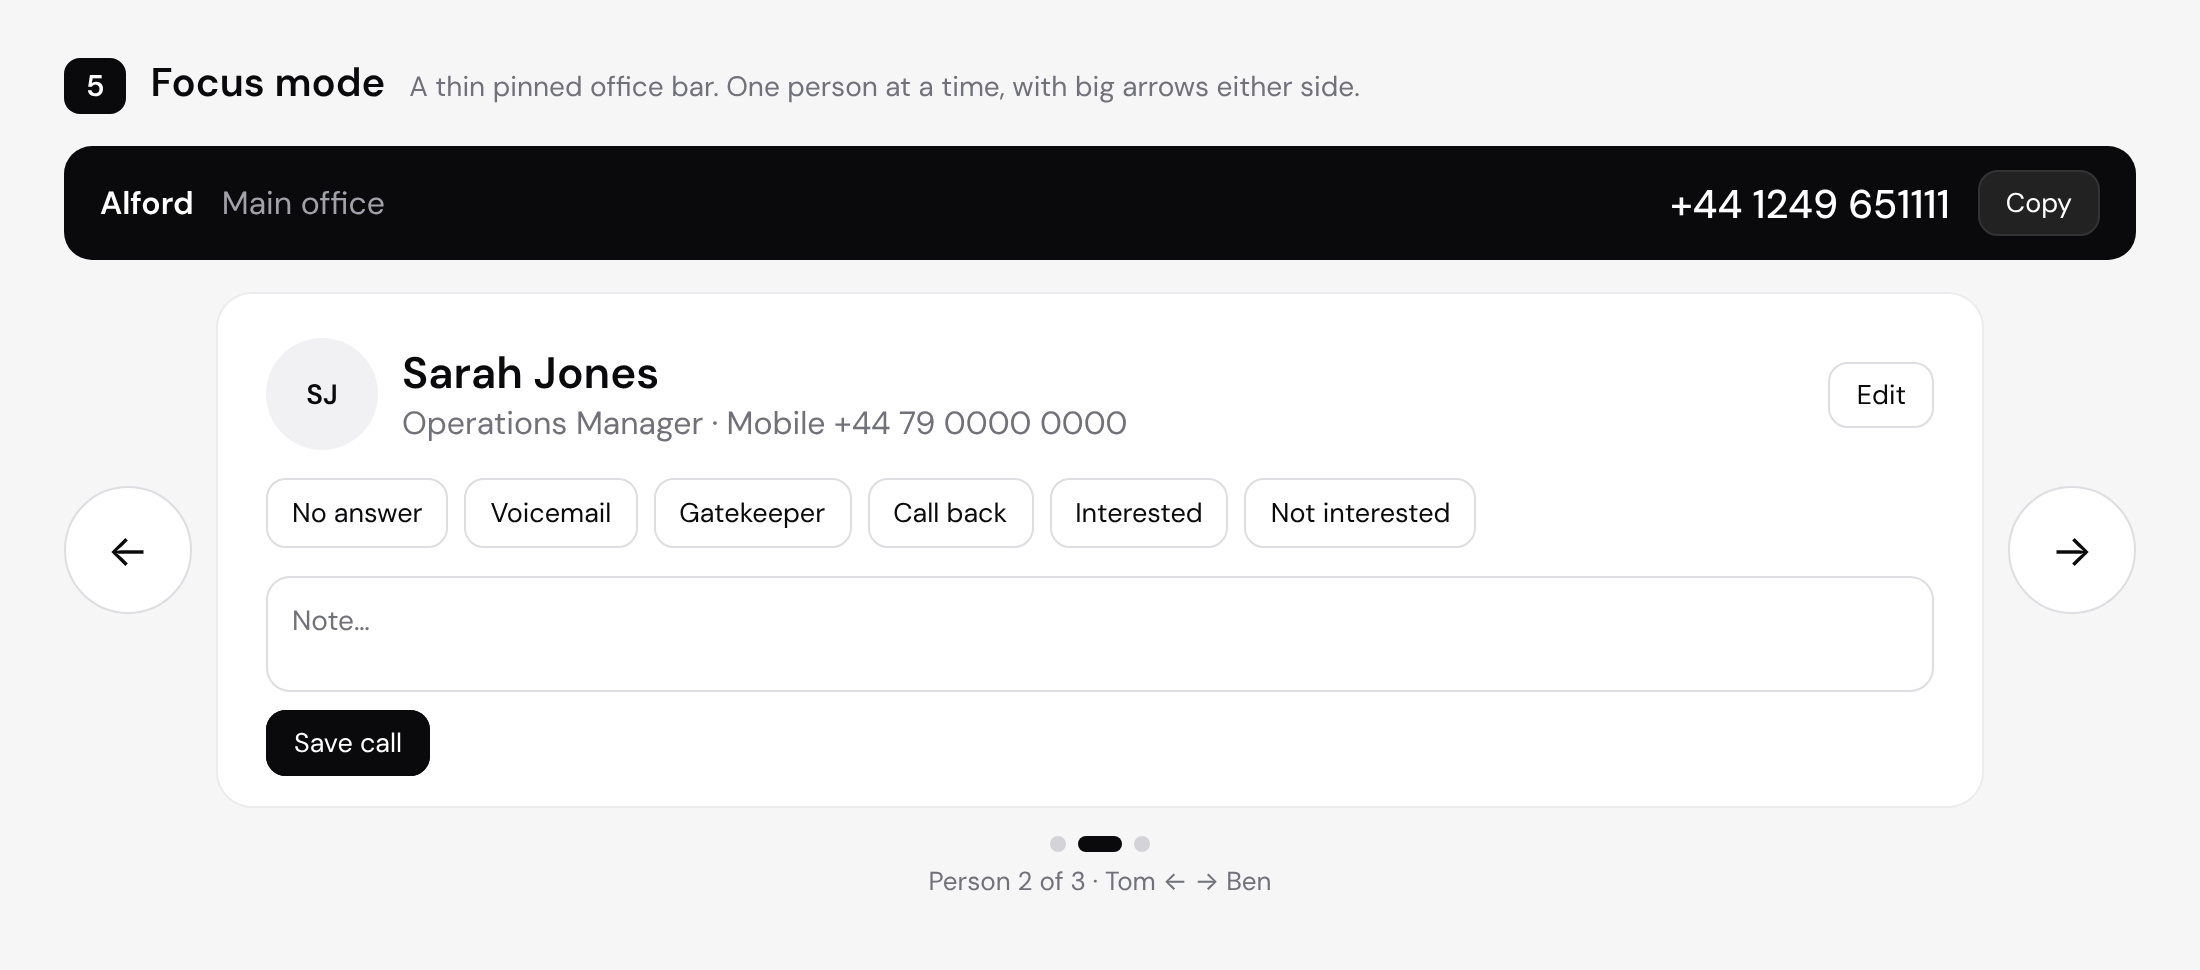 5 Focus mode A thin pinned office bar. One person at a time, with big arrows either side.
Alford Main office +44 1249 651111 Copy
SJ Sarah Jones Edit
Operations Manager · Mobile +44 79 0000 0000
No answer Voicemail Gatekeeper Call back Interested Not interested
← →
Note...
Save call
Person 2 of 3 · Tom ← → Ben